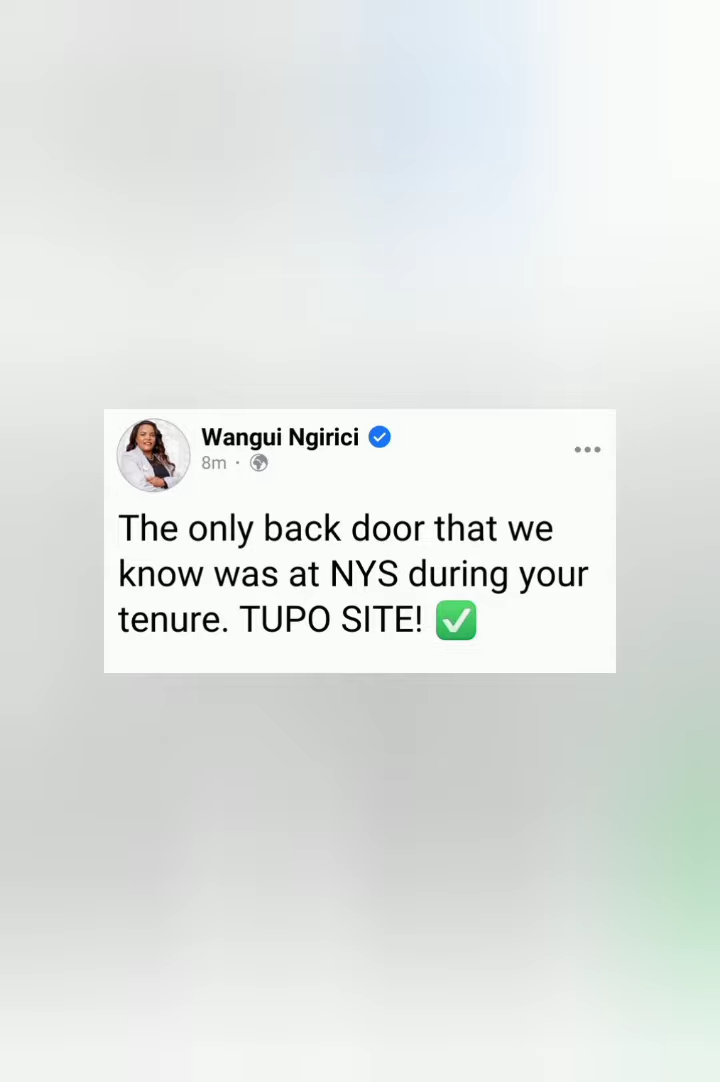 Wangui Ngirici
8m ·
The only back door that we
know was at NYS during your
tenure. TUPO SITE! ✅